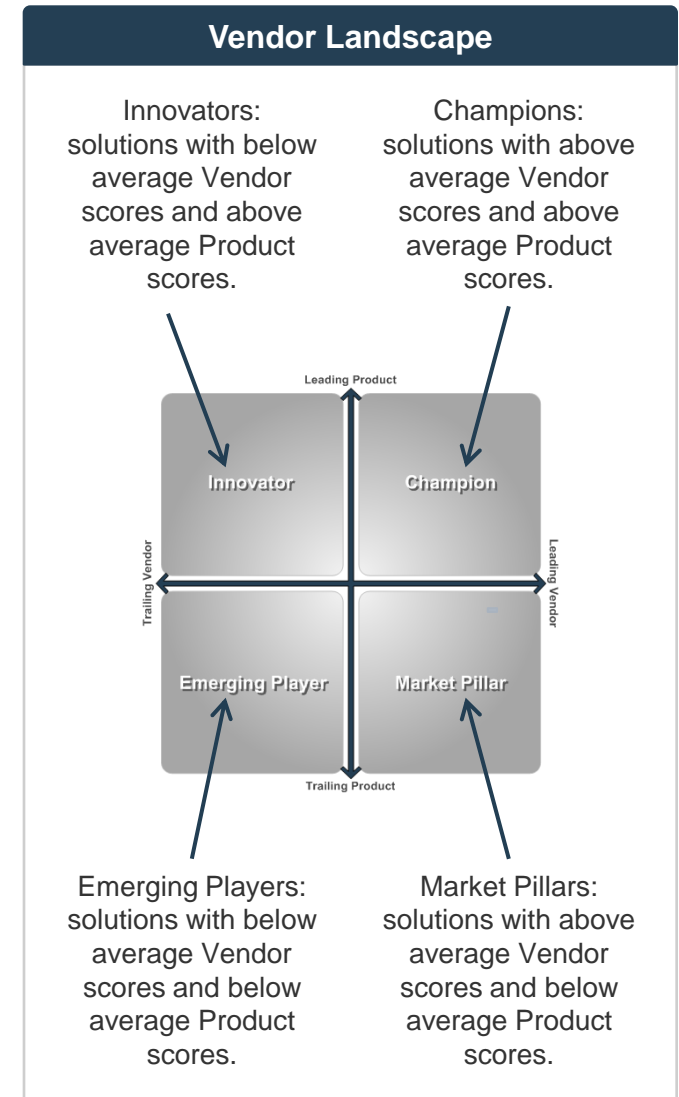 Vendor Landscape
Innovators:
solutions with below
average Vendor
scores and above
average Product
scores.
Champions:
solutions with above
average Vendor
scores and above
average Product
scores.
Leading Product
Innovator
Champion
Trailing Vendor
Leading Vendor
Emerging Player
Market Pillar
Trailing Product
Emerging Players:
solutions with below
average Vendor
scores and below
average Product
scores.
Market Pillars:
solutions with above
average Vendor
scores and below
average Product
scores.